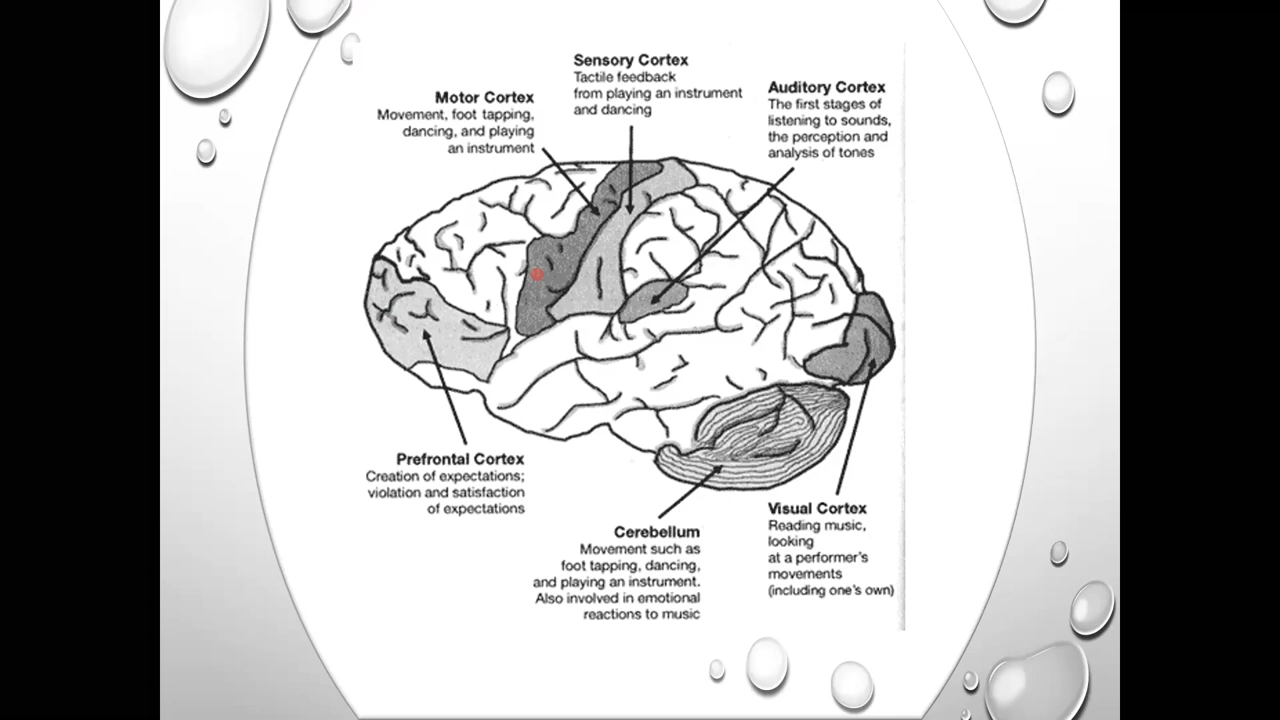 Sensory Cortex
Tactile feedback
from playing an instrument
and dancing
Motor Cortex
Movement, foot tapping,
dancing, and playing
an instrument
Auditory Cortex
The first stages of
listening to sounds,
the perception and
analysis of tones
Prefrontal Cortex
Creation of expectations;
violation and satisfaction
of expectations
Cerebellum
Movement such as
foot tapping, dancing,
and playing an instrument.
Also involved in emotional
reactions to music
Visual Cortex
Reading music,
looking
at a performer's
movements
(including one's own)